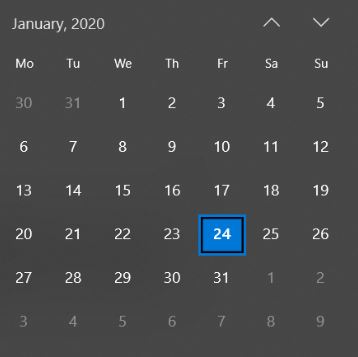 January, 2020
Mo Tu We Th Fr Sa Su
30 31 1 2 3 4 5
6 7 8 9 10 11 12
13 14 15 16 17 18 19
20 21 22 23 24 25 26
27 28 29 30 31 1 2
3 4 5 6 7 8 9